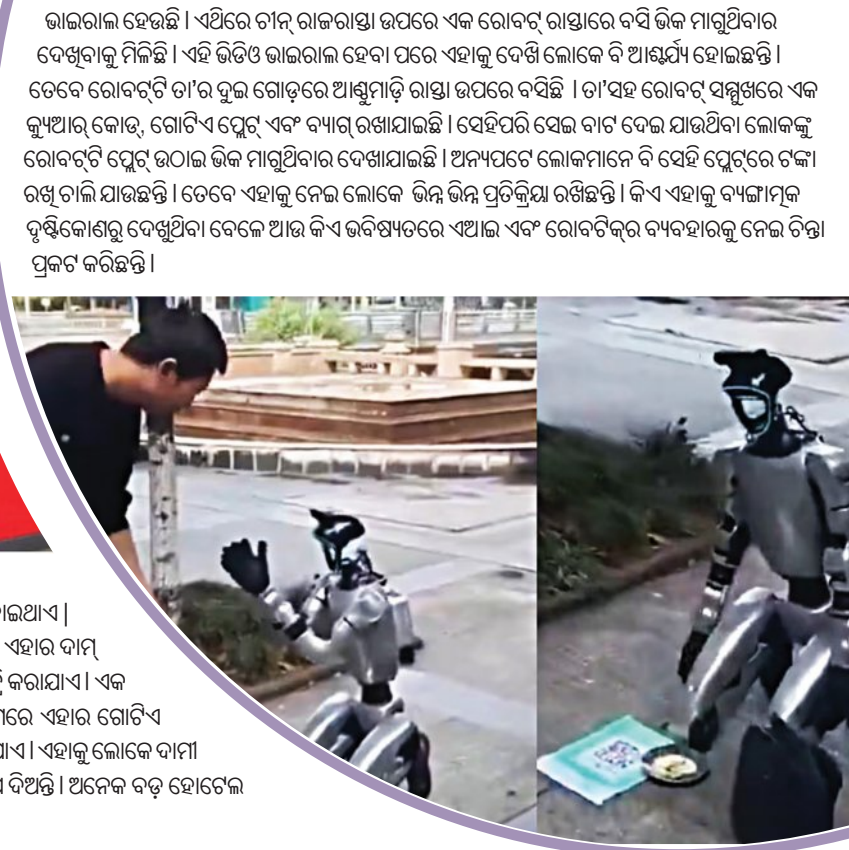 ଭାଇରାଲ ହେଉଛି । ଏଥିରେ ଚୀନ୍ ରାଜରାସ୍ତା ଉପରେ ଏକ ରୋବଟ୍ ରାସ୍ତାରେ ବସି ଭିକ ମାଗୁଥିବାର
ଦେଖିବାକୁ ମିଳିଛି । ଏହି ଭିଡିଓ ଭାଇରାଲ ହେବା ପରେ ଏହାକୁ ଦେଖି ଲୋକେ ବି ଆଶ୍ଚର୍ଯ୍ୟ ହୋଇଛନ୍ତି ।
ତେବେ ରୋବଟ୍‌ଟି ତା’ର ଦୁଇ ଗୋଡ଼ରେ ଆଣ୍ଠୁମାଡ଼ି ରାସ୍ତା ଉପରେ ବସିଛି । ତା’ସହ ରୋବଟ୍ ସମ୍ମୁଖରେ ଏକ
କ୍ୟୁଆର୍ କୋଡ୍, ଗୋଟିଏ ପ୍ଲେଟ୍ ଏବଂ ବ୍ୟାଗ୍ ରଖାଯାଇଛି । ସେହିପରି ସେଇ ବାଟ ଦେଇ ଯାଉଥିବା ଲୋକଙ୍କୁ
ରୋବଟ୍‌ଟି ପ୍ଲେଟ୍ ଉଠାଇ ଭିକ ମାଗୁଥିବାର ଦେଖାଯାଇଛି । ଅନ୍ୟପଟେ ଲୋକମାନେ ବି ସେହି ପ୍ଲେଟ୍‌ରେ ଟଙ୍କା
ରଖି ଚାଲି ଯାଉଛନ୍ତି । ତେବେ ଏହାକୁ ନେଇ ଲୋକେ ଭିନ୍ନ ଭିନ୍ନ ପ୍ରତିକ୍ରିୟା ରଖିଛନ୍ତି । କିଏ ଏହାକୁ ବ୍ୟଙ୍ଗାତ୍ମକ
ଦୃଷ୍ଟିକୋଣରୁ ଦେଖୁଥିବା ବେଳେ ଆଉ କିଏ ଭବିଷ୍ୟତରେ ଏଆଇ ଏବଂ ରୋବଟିକ୍‌ର ବ୍ୟବହାରକୁ ନେଇ ଚିନ୍ତା
ପ୍ରକଟ କରିଛନ୍ତି ।
ଏହାର ଦାମ୍
କରାଯାଏ । ଏକ
ଏହାର ଗୋଟିଏ
ଏହାକୁ ଲୋକେ ଦାମୀ
ଦିଅନ୍ତି । ଅନେକ ବଡ଼ ହୋଟେଲ